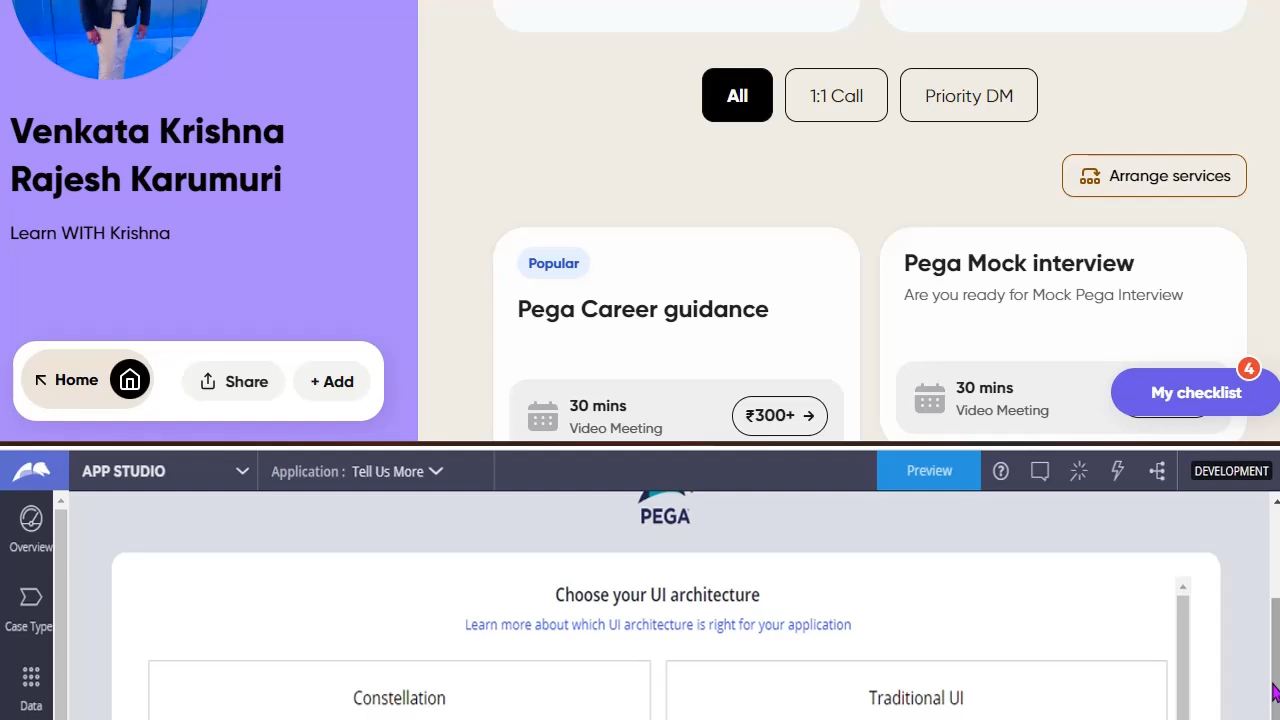 All
1:1 Call
Priority DM
Venkata Krishna
Rajesh Karumuri
Learn WITH Krishna
Arrange services
Popular
Pega Career guidance
30 mins
Video Meeting
₹300+ →
Pega Mock interview
Are you ready for Mock Pega Interview
30 mins
Video Meeting
My checklist
4
Home
Share
+ Add
APP STUDIO
Application : Tell Us More
Preview
DEVELOPMENT
Overview
Case Type
Data
PEGA
Choose your UI architecture
Learn more about which UI architecture is right for your application
Constellation
Traditional UI